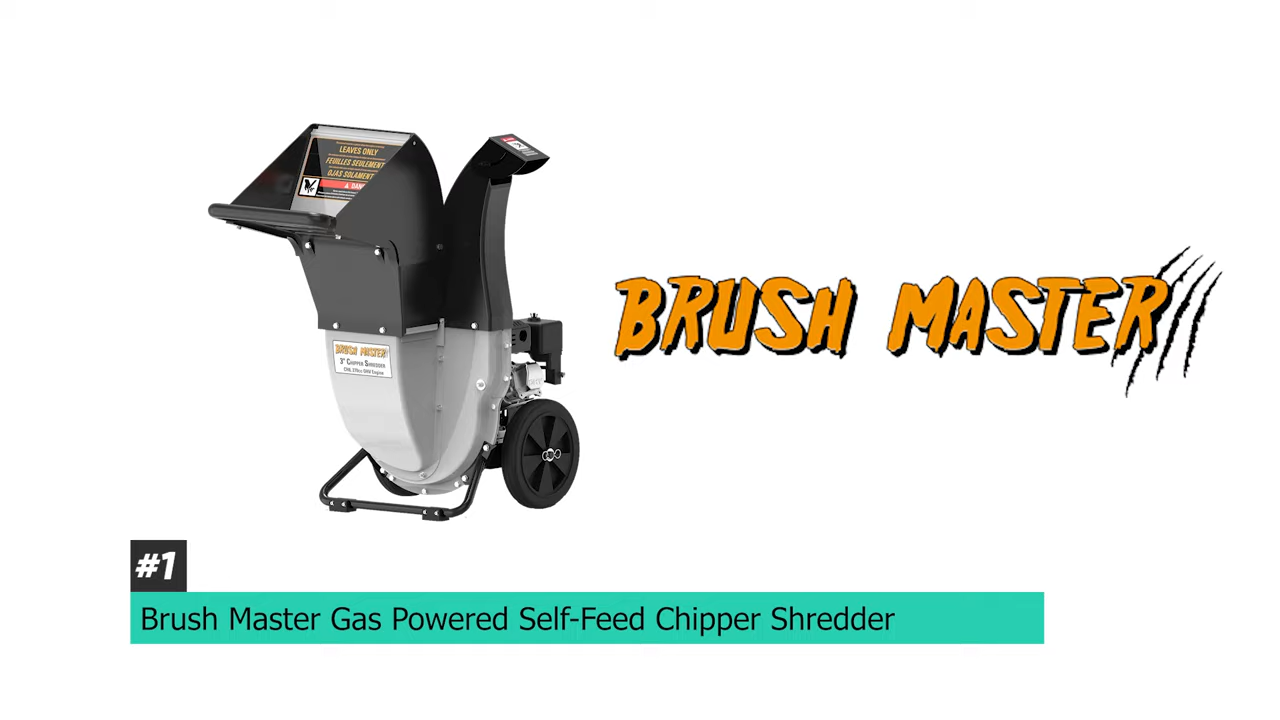 LEAVES ONLY
FEUILLES SEULEMENT
OJAS SOLAMENT
BRUSH MASTER
BRUSH MASTER
3" CHIPPER SHREDDER
#1
Brush Master Gas Powered Self-Feed Chipper Shredder